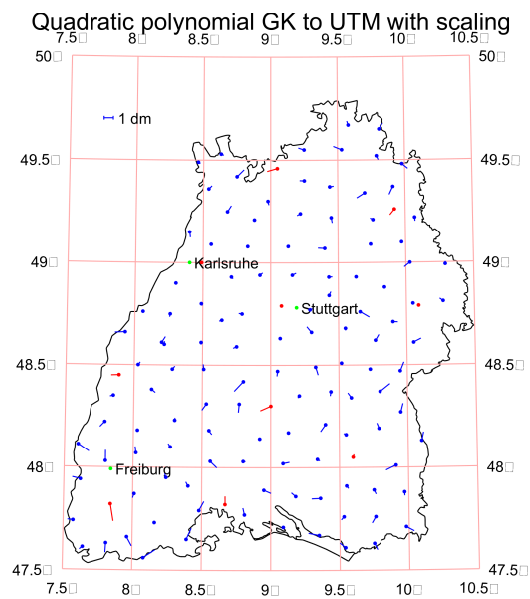 Quadratic polynomial GK to UTM with scaling
7.5□ 8□ 8.5□ 9□ 9.5□ 10□ 10.5□
50□ 50□
1 dm
49.5□ 49.5□
49□ Karlsruhe 49□
Stuttgart
48.5□ 48.5□
48□ Freiburg 48□
47.5□ 47.5□
7.5□ 8□ 8.5□ 9□ 9.5□ 10□ 10.5□